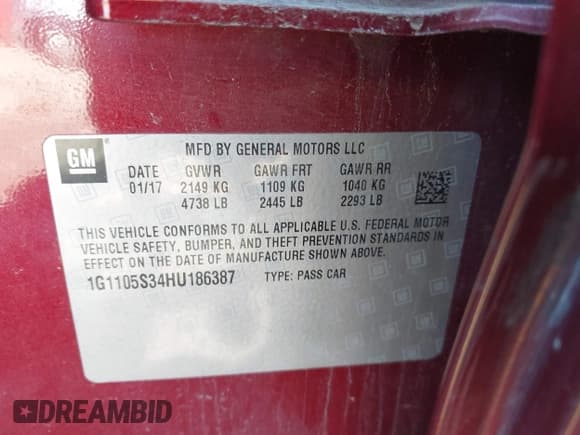 GM
MFD BY GENERAL MOTORS LLC
DATE GVWR GAWR FRT GAWR RR
01/17 2149 KG 1109 KG 1040 KG
4738 LB 2445 LB 2293 LB
THIS VEHICLE CONFORMS TO ALL APPLICABLE U.S. FEDERAL MOTOR
VEHICLE SAFETY, BUMPER, AND THEFT PREVENTION STANDARDS IN
EFFECT ON THE DATE OF MANUFACTURE SHOWN ABOVE.
1G1105S34HU186387 TYPE: PASS CAR
DREAMBID